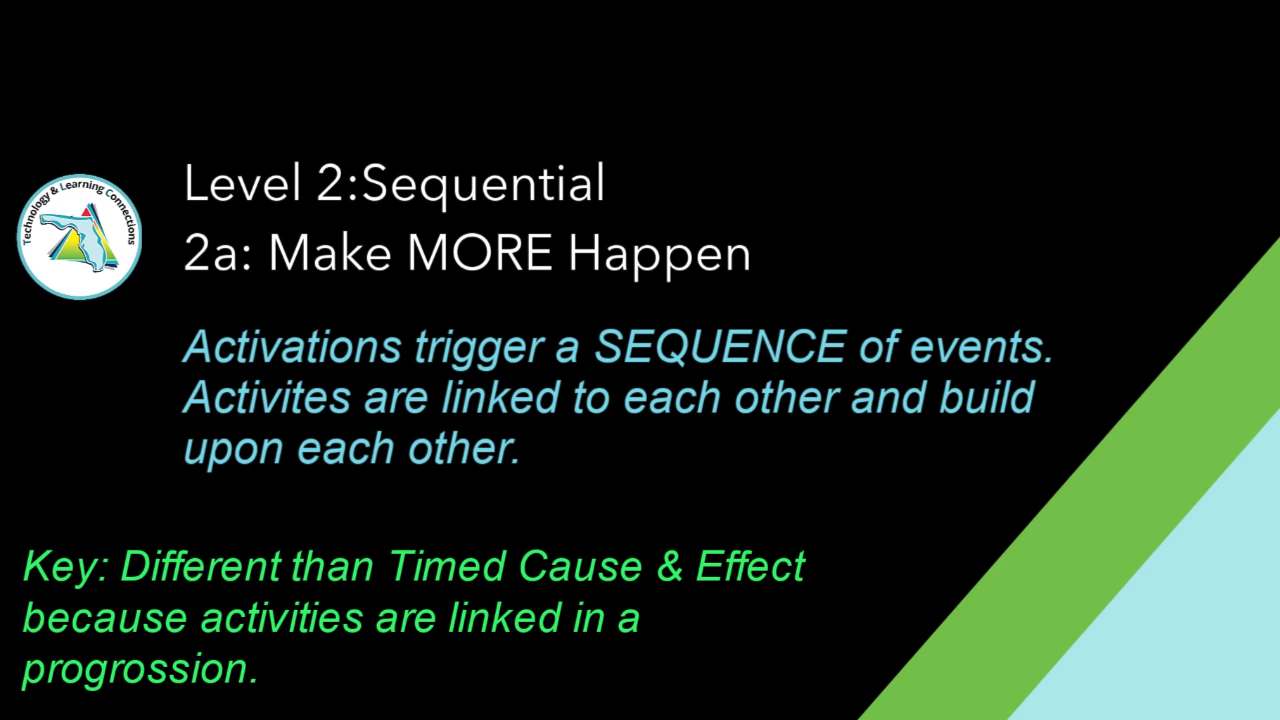 Technology & Learning Connections
Level 2:Sequential
2a: Make MORE Happen
Activations trigger a SEQUENCE of events.
Activites are linked to each other and build
upon each other.
Key: Different than Timed Cause & Effect
because activities are linked in a
progrossion.